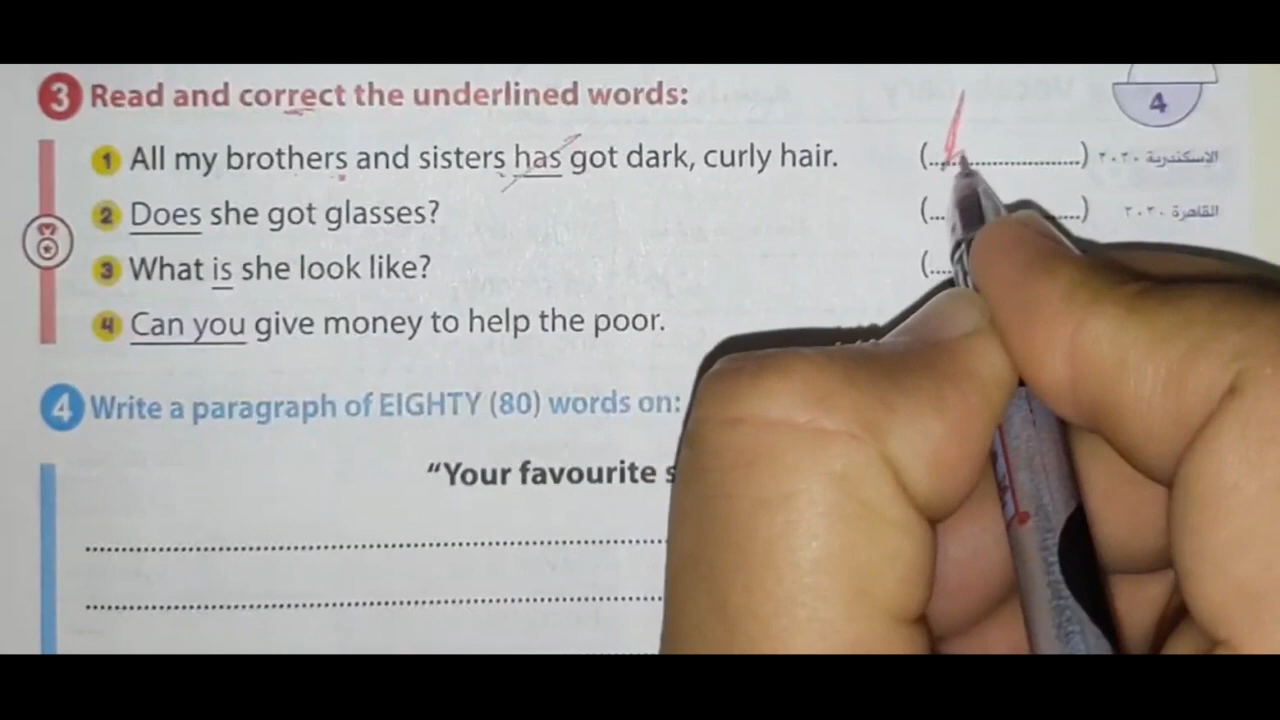 3 Read and correct the underlined words:
4
1 All my brothers and sisters has got dark, curly hair. (...........................) الاسكندرية ٢٠٢٠
2 Does she got glasses? (... ....) القاهرة ٢٠٢٠
3 What is she look like? (....
4 Can you give money to help the poor.
4 Write a paragraph of EIGHTY (80) words on:
"Your favourite s